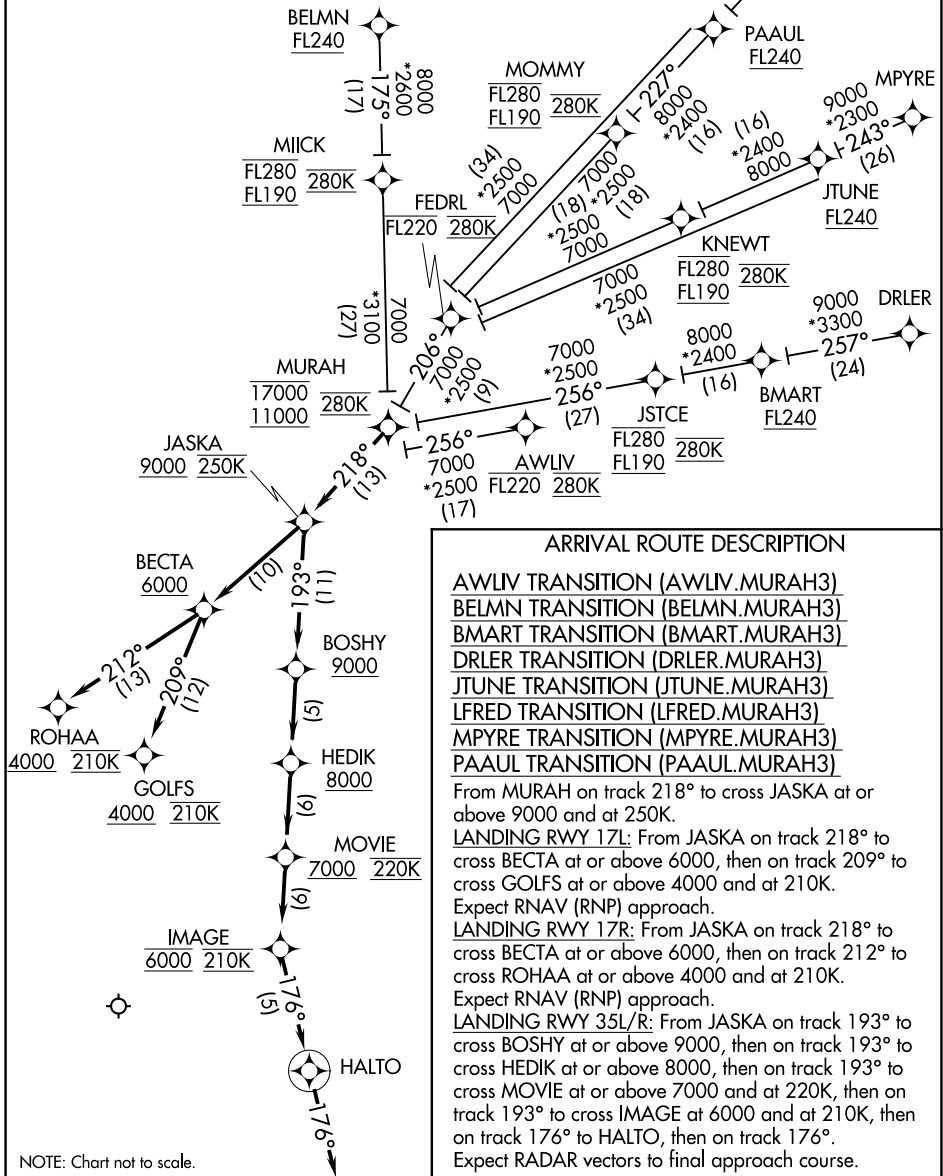 BELMN
FL240
8000
*2600
175°
(17)
MIICK
FL280
FL190
280K
7000
*3100
(27)
PAAUL
FL240
227°
8000
*2400
(16)
MOMMY
FL280
FL190
280K
(34)
*2500
7000
7000
*2500
(18)
MPYRE
9000
*2300
243°
(26)
JTUNE
FL240
(16)
*2400
8000
FEDRL
FL220 280K
(18)
*2500
7000
KNEWT
FL280
FL190
280K
7000
*2500
(34)
206°
7000
*2500
(9)
DRLER
9000
*3300
257°
(24)
BMART
FL240
8000
*2400
(16)
JSTCE
FL280
FL190
280K
7000
*2500
256°
(27)
MURAH
17000
11000
280K
256°
7000
*2500
(17)
AWLIV
FL220 280K
218°
(13)
JASKA
9000 250K
(10)
BECTA
6000
212°
(13)
209°
(12)
ROHAA
4000 210K
GOLFS
4000 210K
193°
(11)
BOSHY
9000
(5)
HEDIK
8000
(6)
MOVIE
7000 220K
(6)
IMAGE
6000 210K
176°
(5)
HALTO
176°
NOTE: Chart not to scale.
ARRIVAL ROUTE DESCRIPTION
AWLIV TRANSITION (AWLIV.MURAH3)
BELMN TRANSITION (BELMN.MURAH3)
BMART TRANSITION (BMART.MURAH3)
DRLER TRANSITION (DRLER.MURAH3)
JTUNE TRANSITION (JTUNE.MURAH3)
LFRED TRANSITION (LFRED.MURAH3)
MPYRE TRANSITION (MPYRE.MURAH3)
PAAUL TRANSITION (PAAUL.MURAH3)
From MURAH on track 218° to cross JASKA at or
above 9000 and at 250K.
LANDING RWY 17L: From JASKA on track 218° to
cross BECTA at or above 6000, then on track 209° to
cross GOLFS at or above 4000 and at 210K.
Expect RNAV (RNP) approach.
LANDING RWY 17R: From JASKA on track 218° to
cross BECTA at or above 6000, then on track 212° to
cross ROHAA at or above 4000 and at 210K.
Expect RNAV (RNP) approach.
LANDING RWY 35L/R: From JASKA on track 193° to
cross BOSHY at or above 9000, then on track 193° to
cross HEDIK at or above 8000, then on track 193° to
cross MOVIE at or above 7000 and at 220K, then on
track 193° to cross IMAGE at 6000 and at 210K, then
on track 176° to HALTO, then on track 176°.
Expect RADAR vectors to final approach course.